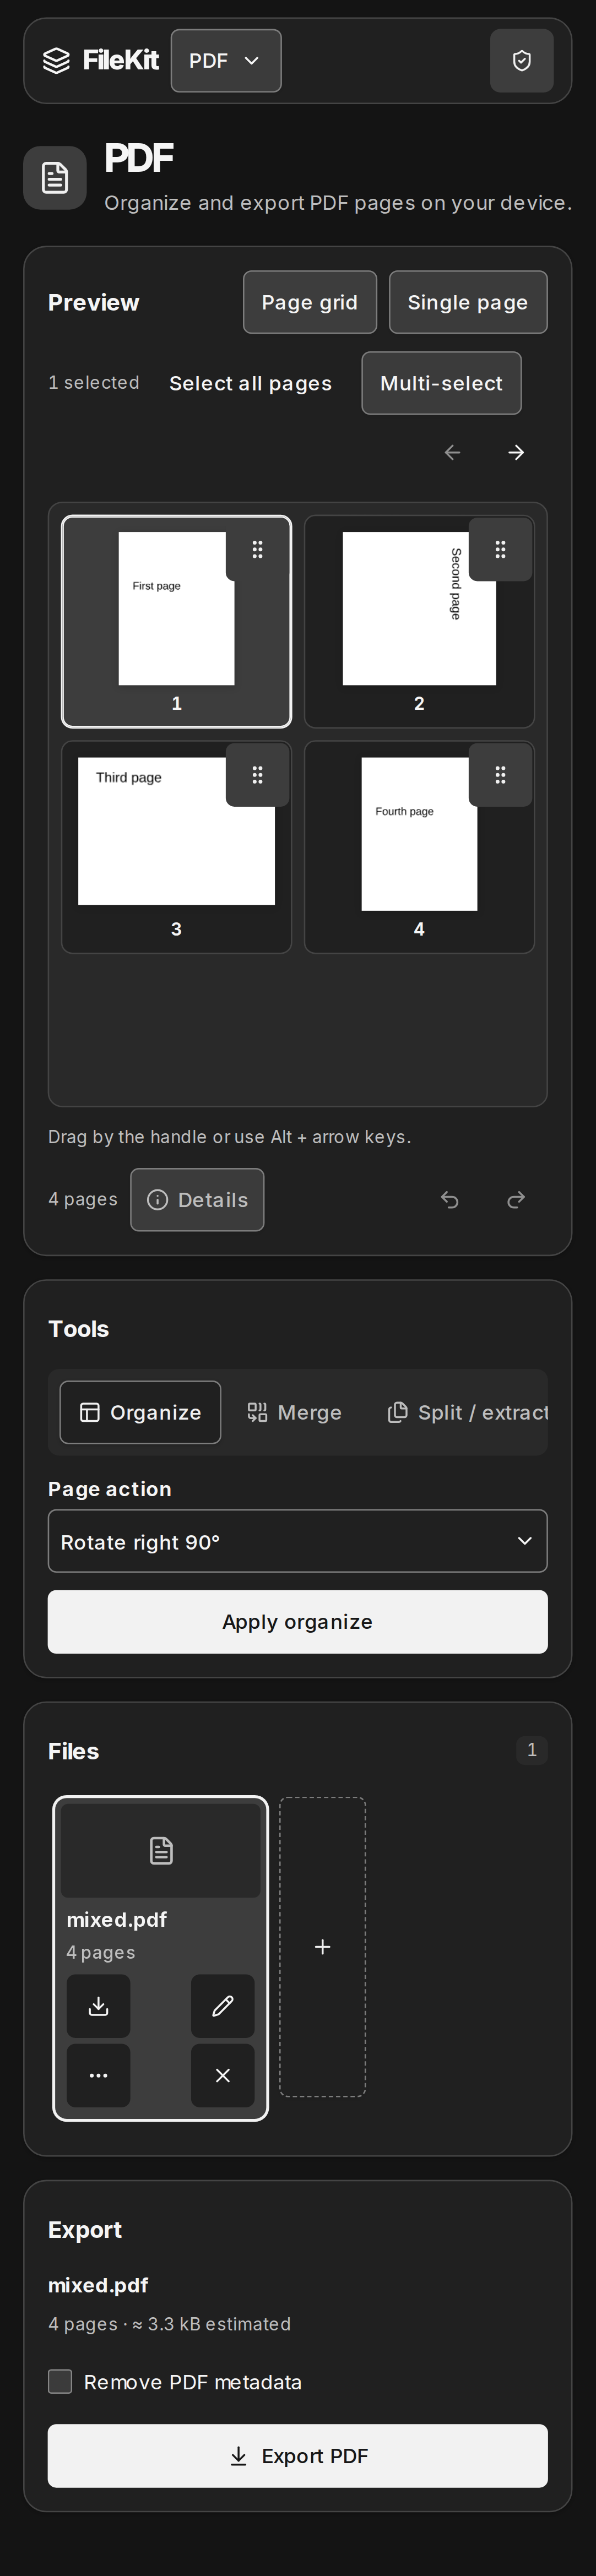 FileKit PDF
PDF
Organize and export PDF pages on your device.
Preview Page grid Single page
1 selected Select all pages Multi-select
First page
1
Second page
2
Third page
3
Fourth page
4
Drag by the handle or use Alt + arrow keys.
4 pages Details
Tools
Organize Merge Split / extract
Page action
Rotate right 90°
Apply organize
Files 1
mixed.pdf
4 pages
Export
mixed.pdf
4 pages · ≈ 3.3 kB estimated
Remove PDF metadata
Export PDF